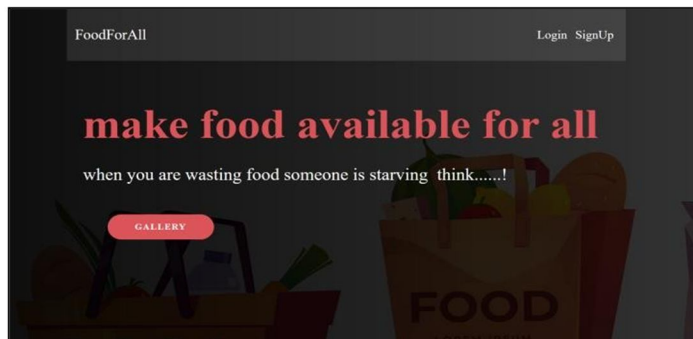 FoodForAll
Login SignUp
make food available for all
when you are wasting food someone is starving think......!
GALLERY
FOOD